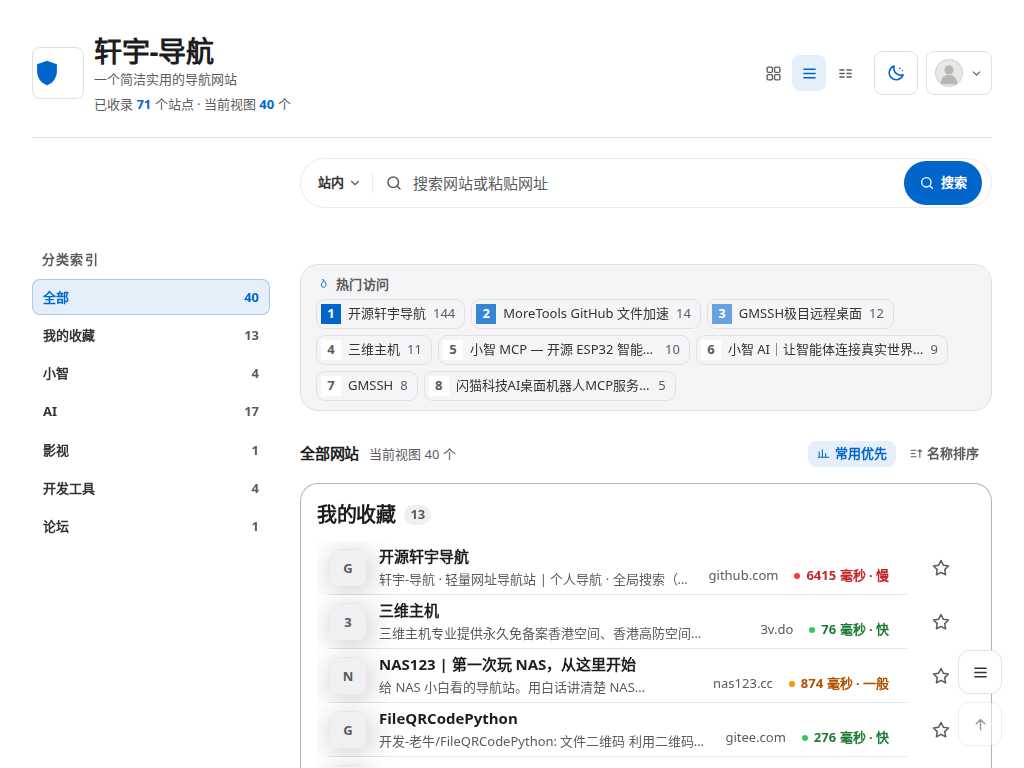 轩宇-导航
一个简洁实用的导航网站
已收录 71 个站点 · 当前视图 40 个
站内
搜索网站或粘贴网址
搜索
分类索引
全部 40
我的收藏 13
小智 4
AI 17
影视 1
开发工具 4
论坛 1
热门访问
1 开源轩宇导航 144
2 MoreTools GitHub 文件加速 14
3 GMSSH极目远程桌面 12
4 三维主机 11
5 小智 MCP — 开源 ESP32 智能... 10
6 小智 AI｜让智能体连接真实世界... 9
7 GMSSH 8
8 闪猫科技AI桌面机器人MCP服务... 5
全部网站 当前视图 40 个
常用优先
名称排序
我的收藏 13
G
开源轩宇导航
轩宇-导航 · 轻量网址导航站 | 个人导航 · 全局搜索（...
github.com
6415 毫秒 · 慢
3
三维主机
三维主机专业提供永久免备案香港空间、香港高防空间...
3v.do
76 毫秒 · 快
N
NAS123 | 第一次玩 NAS，从这里开始
给 NAS 小白看的导航站。用白话讲清楚 NAS...
nas123.cc
874 毫秒 · 一般
G
FileQRCodePython
开发-老牛/FileQRCodePython: 文件二维码 利用二维码...
gitee.com
276 毫秒 · 快